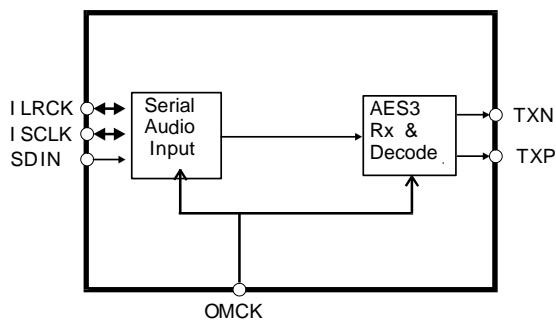 ILRCK
ISCLK
SDIN
Serial
Audio
Input
AES3
Rx &
Decode
TXN
TXP
OMCK